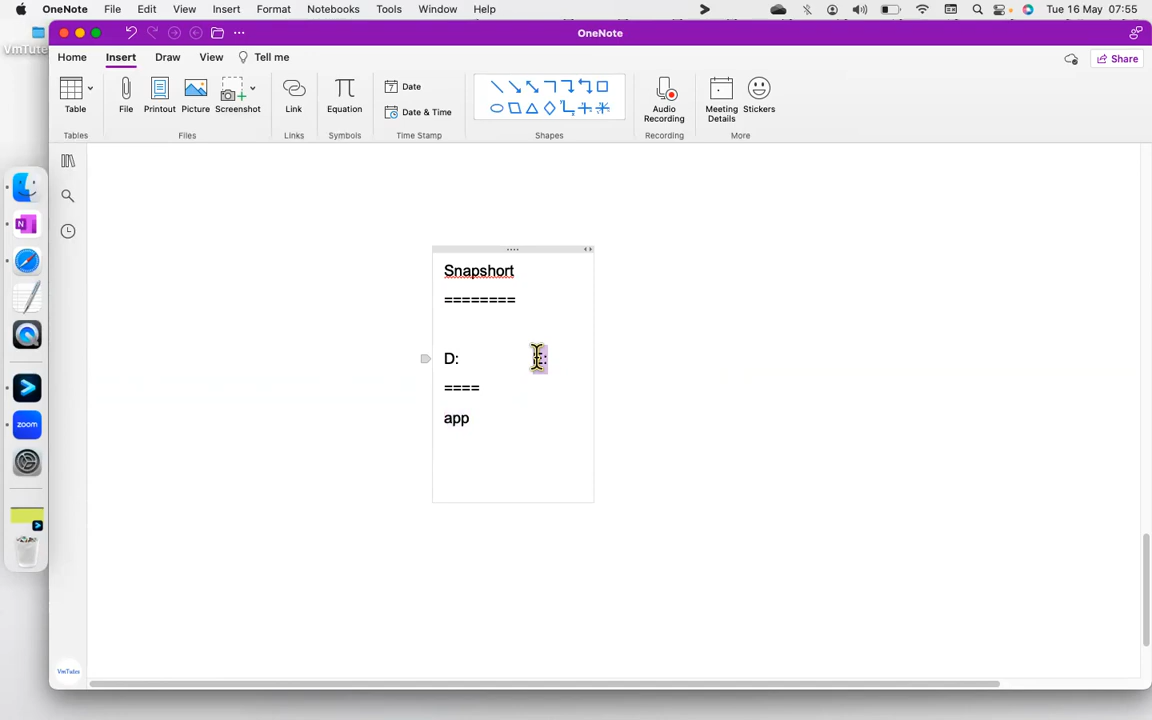 OneNote File Edit View Insert Format Notebooks Tools Window Help Tue 16 May 07:55
OneNote
Home Insert Draw View Tell me Share
Table File Printout Picture Screenshot Link Equation Date Date & Time Audio Recording Meeting Details Stickers
Tables Files Links Symbols Time Stamp Shapes Recording More
Snapshort
========
D:
====
app
zoom
VmTutes